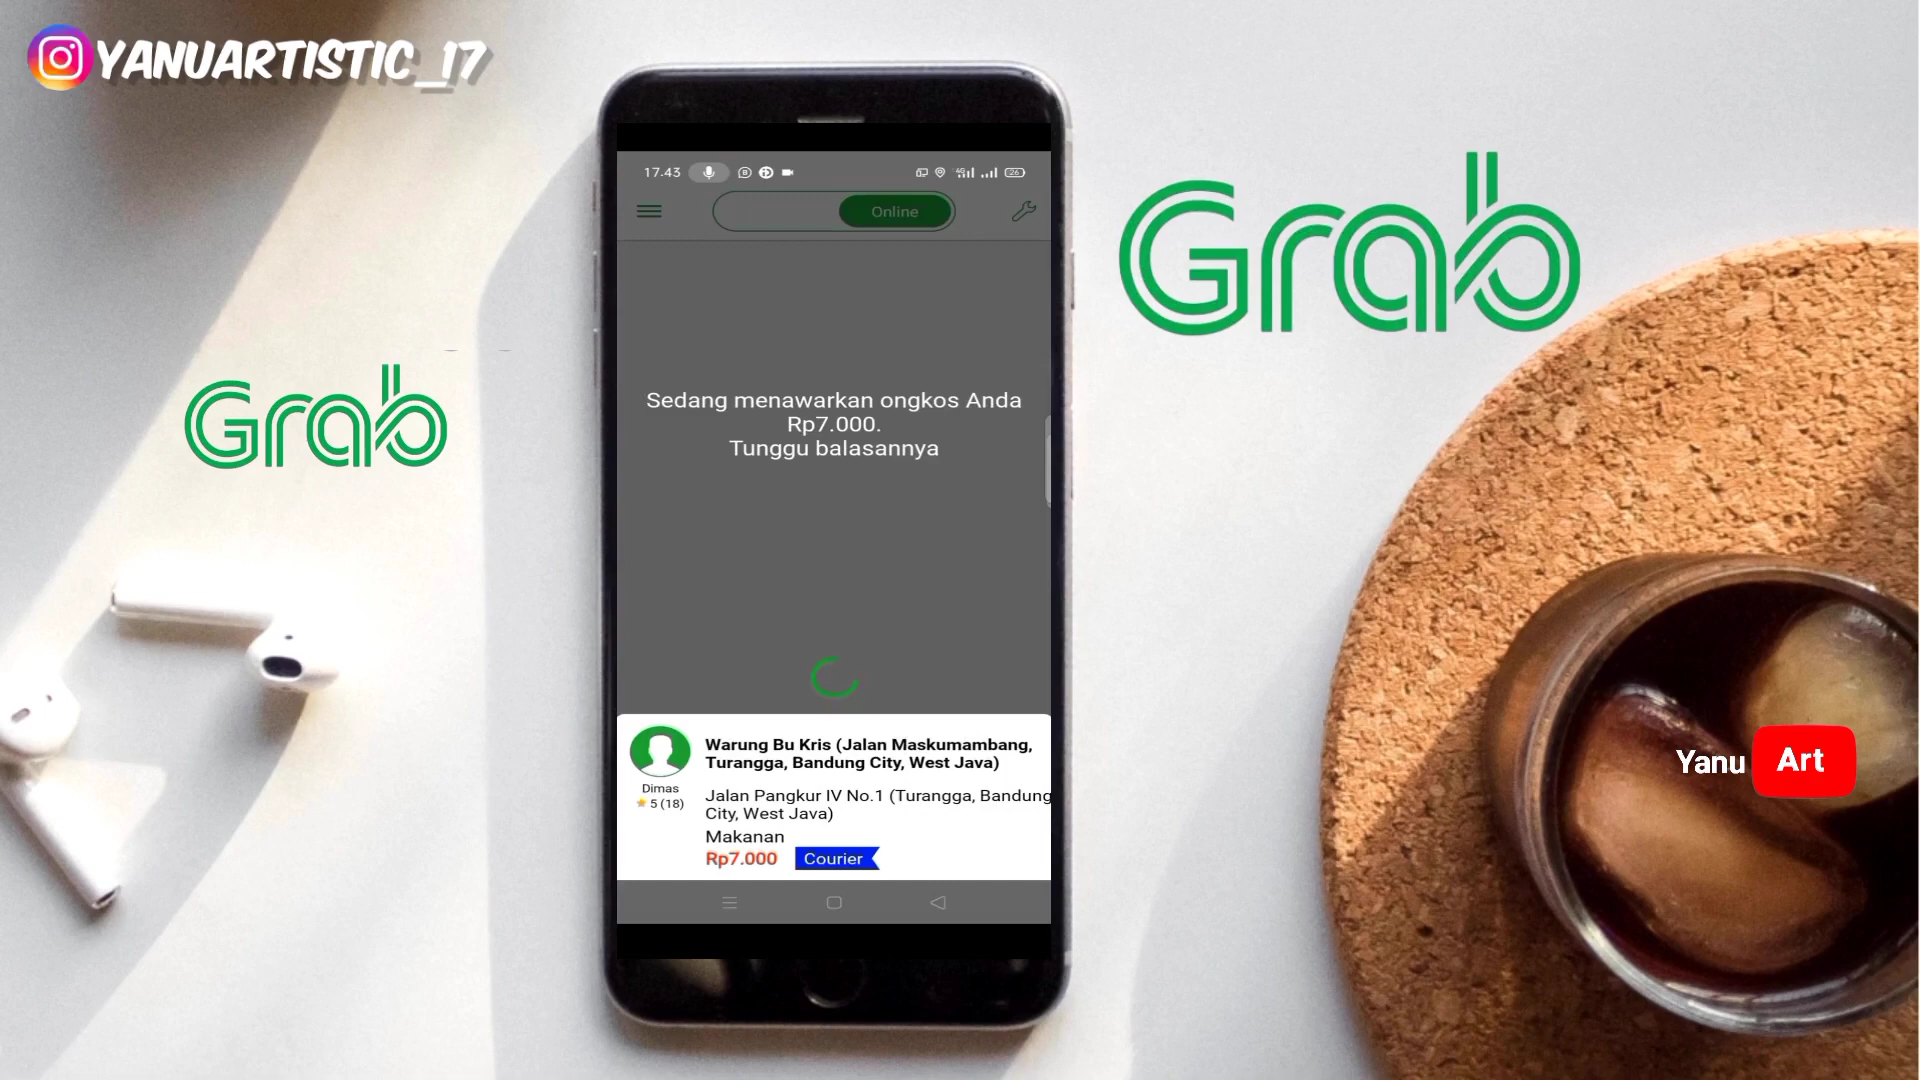 YANUARTISTIC_17
Grab
Grab
17.43
4G
26
Online
Sedang menawarkan ongkos Anda
Rp7.000.
Tunggu balasannya
Warung Bu Kris (Jalan Maskumambang,
Turangga, Bandung City, West Java)
Dimas
5 (18)
Jalan Pangkur IV No.1 (Turangga, Bandung
City, West Java)
Makanan
Rp7.000
Courier
Yanu Art